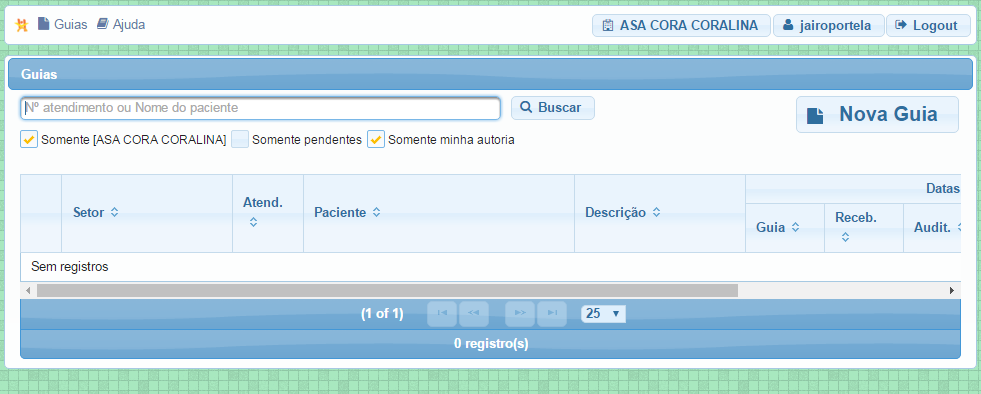 Guias Ajuda ASA CORA CORALINA jairoportela Logout
Guias
Nº atendimento ou Nome do paciente Buscar Nova Guia
Somente [ASA CORA CORALINA] Somente pendentes Somente minha autoria
Datas
Setor Atend. Paciente Descrição
Guia Receb. Audit.
Sem registros
(1 of 1) 25
0 registro(s)